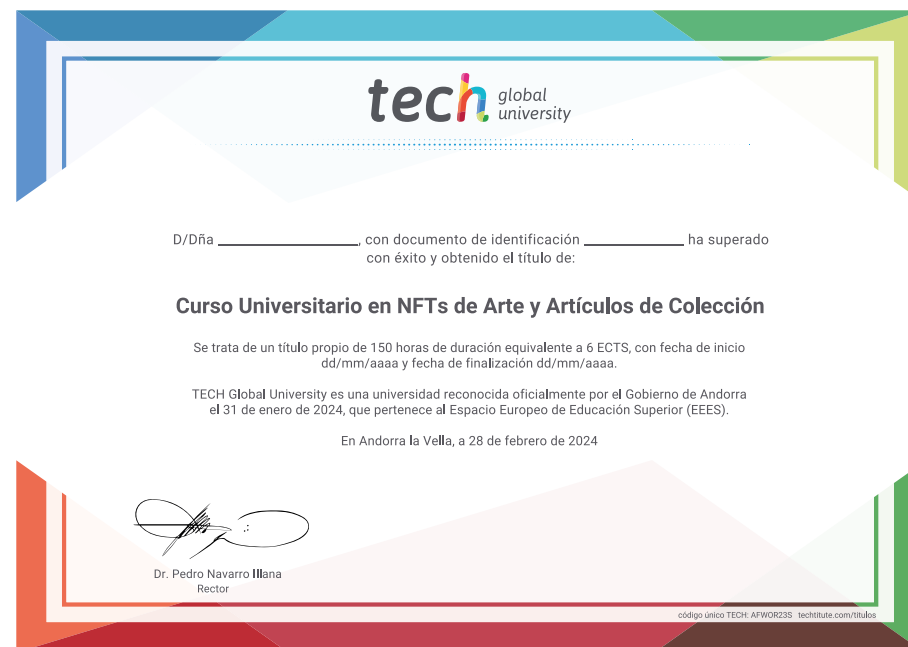 tech global university
D/Dña ____________________, con documento de identificación ______________ ha superado
con éxito y obtenido el título de:
Curso Universitario en NFTs de Arte y Artículos de Colección
Se trata de un título propio de 150 horas de duración equivalente a 6 ECTS, con fecha de inicio
dd/mm/aaaa y fecha de finalización dd/mm/aaaa.
TECH Global University es una universidad reconocida oficialmente por el Gobierno de Andorra
el 31 de enero de 2024, que pertenece al Espacio Europeo de Educación Superior (EEES).
En Andorra la Vella, a 28 de febrero de 2024
Dr. Pedro Navarro Illana
Rector
código único TECH: AFWOR23S techtitute.com/titulos